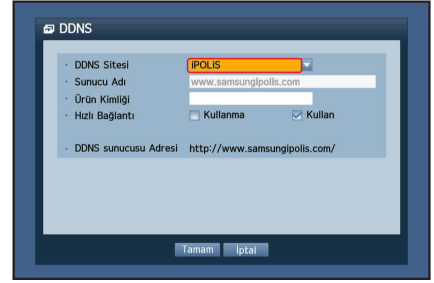 DDNS
DDNS Sitesi iPOLiS
Sunucu Adı www.samsungipolis.com
Ürün Kimliği
Hızlı Bağlantı Kullanma Kullan
DDNS sunucusu Adresi http://www.samsungipolis.com/
Tamam İptal